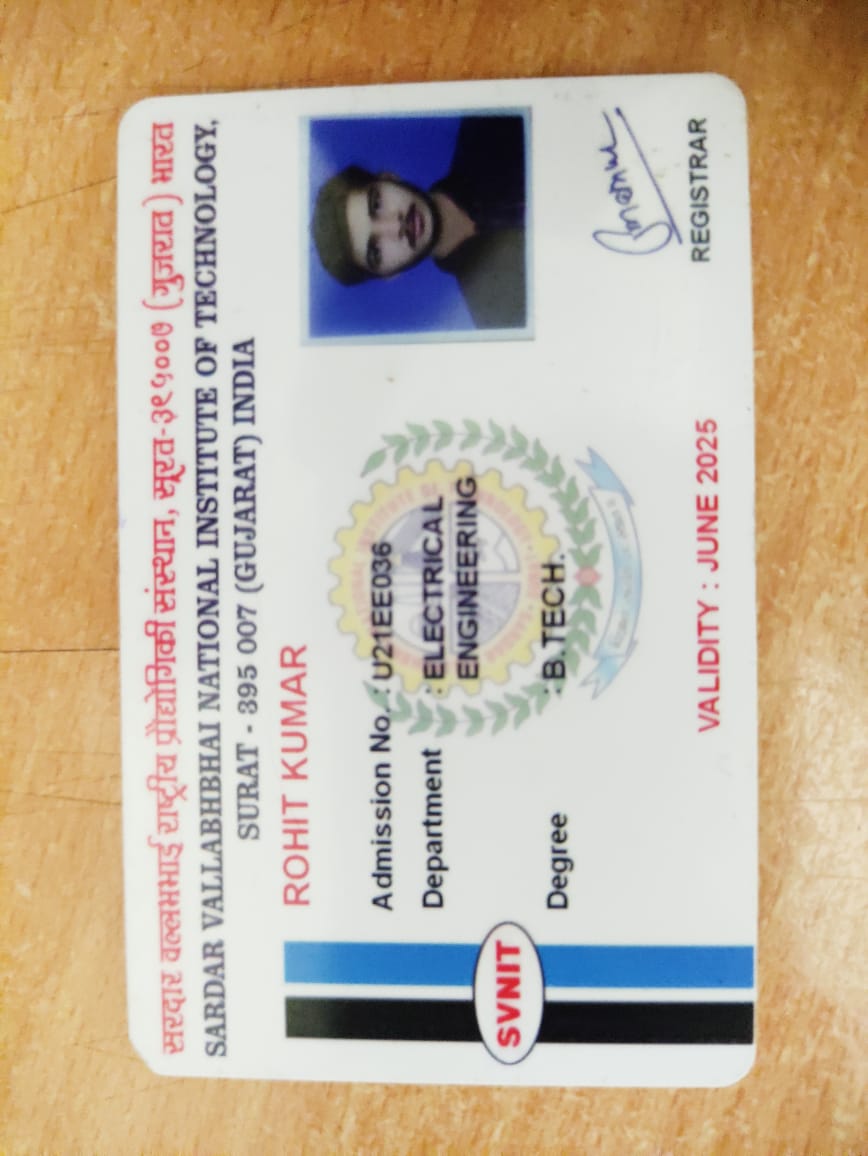 सरदार वल्लभभाई राष्ट्रीय प्रौद्योगिकी संस्थान, सूरत-३९५००७ (गुजरात) भारत
SARDAR VALLABHBHAI NATIONAL INSTITUTE OF TECHNOLOGY,
SURAT - 395 007 (GUJARAT) INDIA
ROHIT KUMAR
Admission No. : U21EE036
Department : ELECTRICAL
ENGINEERING
Degree : B.TECH.
VALIDITY : JUNE 2025
REGISTRAR
SVNIT